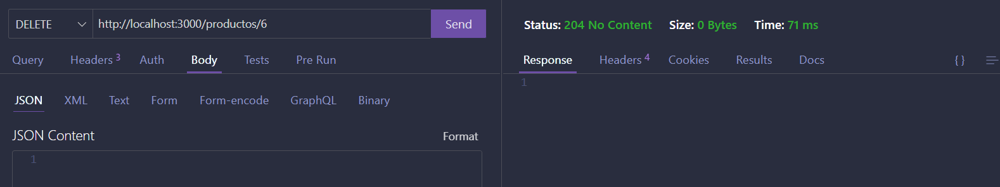 DELETE http://localhost:3000/productos/6 Send
Query Headers 3 Auth Body Tests Pre Run
JSON XML Text Form Form-encode GraphQL Binary
JSON Content Format
1
Status: 204 No Content Size: 0 Bytes Time: 71 ms
Response Headers 4 Cookies Results Docs { }
1